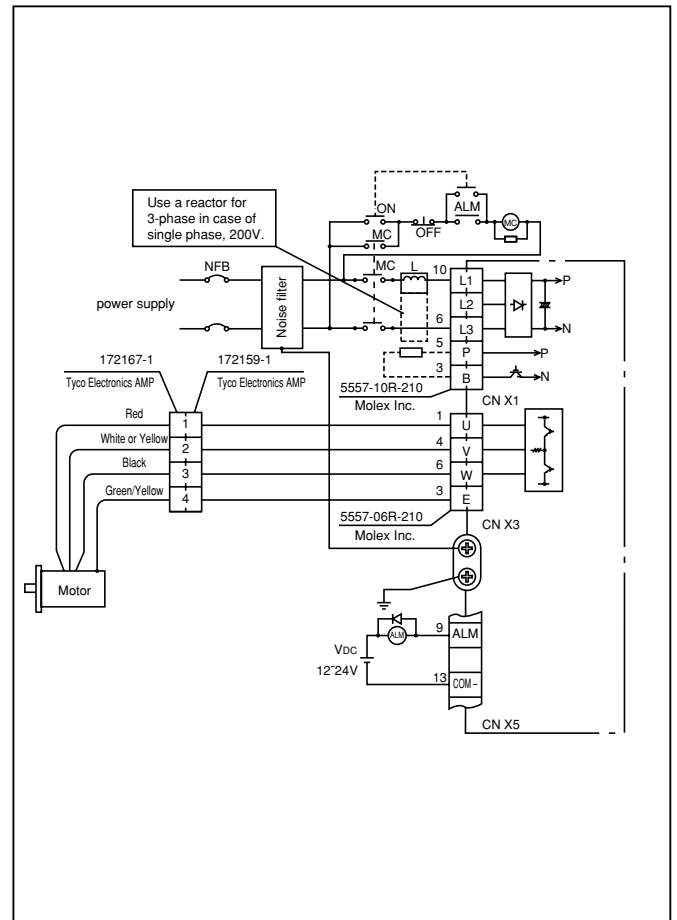 Use a reactor for
3-phase in case of
single phase, 200V.
ON
ALM
OFF
MC
MC
MC
L
NFB
power supply
Noise filter
10
L1
L2
6
L3
5
P
3
B
P
N
P
N
5557-10R-210
Molex Inc.
CN X1
172167-1
Tyco Electronics AMP
172159-1
Tyco Electronics AMP
Red
1
White or Yellow
2
Black
3
Green/Yellow
4
1
U
4
V
6
W
3
E
5557-06R-210
Molex Inc.
CN X3
Motor
VDC
12~24V
ALM
9
ALM
13
COM –
CN X5